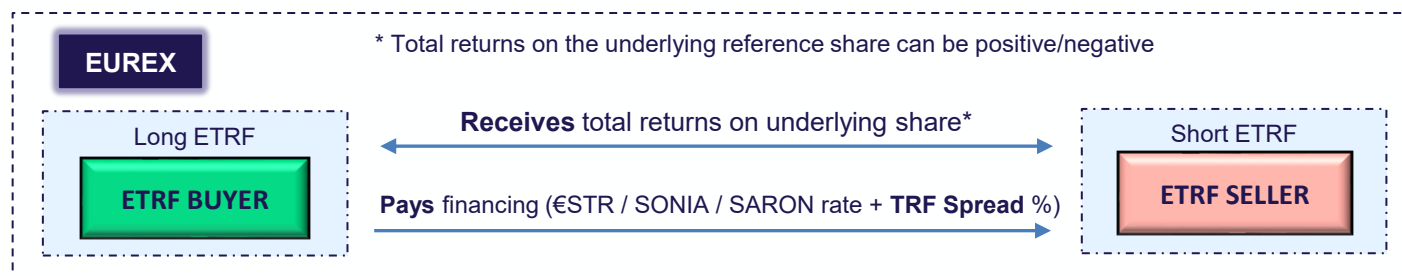 * Total returns on the underlying reference share can be positive/negative
EUREX
Long ETRF
ETRF BUYER
Receives total returns on underlying share*
Pays financing (€STR / SONIA / SARON rate + TRF Spread %)
Short ETRF
ETRF SELLER